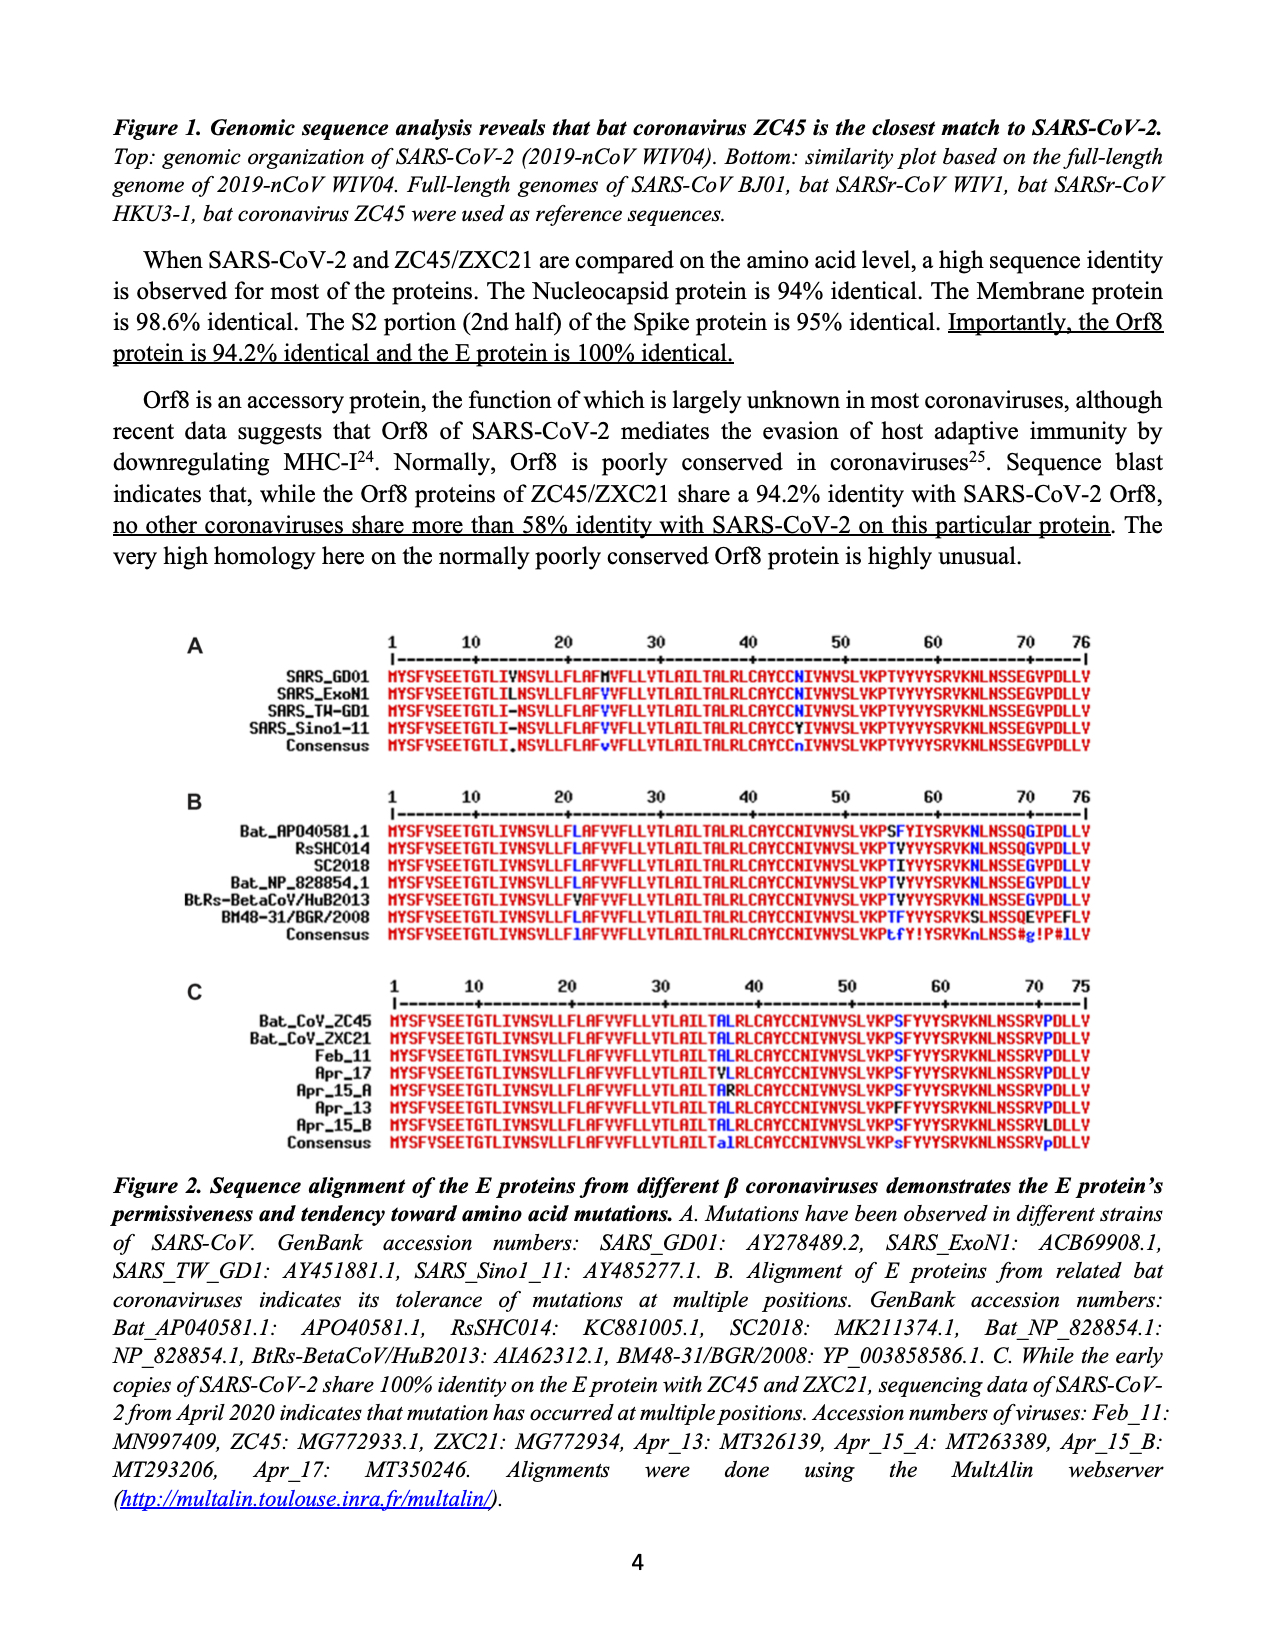 Figure 1. Genomic sequence analysis reveals that bat coronavirus ZC45 is the closest match to SARS-CoV-2.
Top: genomic organization of SARS-CoV-2 (2019-nCoV WIV04). Bottom: similarity plot based on the full-length
genome of 2019-nCoV WIV04. Full-length genomes of SARS-CoV BJ01, bat SARSr-CoV WIV1, bat SARSr-CoV
HKU3-1, bat coronavirus ZC45 were used as reference sequences.
When SARS-CoV-2 and ZC45/ZXC21 are compared on the amino acid level, a high sequence identity
is observed for most of the proteins. The Nucleocapsid protein is 94% identical. The Membrane protein
is 98.6% identical. The S2 portion (2nd half) of the Spike protein is 95% identical. Importantly, the Orf8
protein is 94.2% identical and the E protein is 100% identical.
Orf8 is an accessory protein, the function of which is largely unknown in most coronaviruses, although
recent data suggests that Orf8 of SARS-CoV-2 mediates the evasion of host adaptive immunity by
downregulating MHC-I24. Normally, Orf8 is poorly conserved in coronaviruses25. Sequence blast
indicates that, while the Orf8 proteins of ZC45/ZXC21 share a 94.2% identity with SARS-CoV-2 Orf8,
no other coronaviruses share more than 58% identity with SARS-CoV-2 on this particular protein. The
very high homology here on the normally poorly conserved Orf8 protein is highly unusual.
A 1 10 20 30 40 50 60 70 76
SARS_GD01 MYSFVSEETGTLIVNSVLLFLAFMVFLLVTLAILTALRLCAYCCNIVNVSLVKPTVYVYSRVKNLNSSEGVPDLLV
SARS_ExoN1 MYSFVSEETGTLILNSVLLFLAFVVFLLVTLAILTALRLCAYCCNIVNVSLVKPTVYVYSRVKNLNSSEGVPDLLV
SARS_TW-GD1 MYSFVSEETGTLI-NSVLLFLAFVVFLLVTLAILTALRLCAYCCNIVNVSLVKPTVYVYSRVKNLNSSEGVPDLLV
SARS_Sino1-11 MYSFVSEETGTLI-NSVLLFLAFVVFLLVTLAILTALRLCAYCCYIVNVSLVKPTVYVYSRVKNLNSSEGVPDLLV
Consensus MYSFVSEETGTLI.NSVLLFLAFvVFLLVTLAILTALRLCAYCCnIVNVSLVKPTVYVYSRVKNLNSSEGVPDLLV
B 1 10 20 30 40 50 60 70 76
Bat_APO40581.1 MYSFVSEETGTLIVNSVLLFLAFVVFLLVTLAILTALRLCAYCCNIVNVSLVKPSFYIYSRVKNLNSSQGIPDLLV
RsSHC014 MYSFVSEETGTLIVNSVLLFLAFVVFLLVTLAILTALRLCAYCCNIVNVSLVKPTVYVYSRVKNLNSSQGVPDLLV
SC2018 MYSFVSEETGTLIVNSVLLFLAFVVFLLVTLAILTALRLCAYCCNIVNVSLVKPTIYVYSRVKNLNSSEGVPDLLV
Bat_NP_828854.1 MYSFVSEETGTLIVNSVLLFLAFVVFLLVTLAILTALRLCAYCCNIVNVSLVKPTVYVYSRVKNLNSSEGVPDLLV
BtRs-BetaCoV/HuB2013 MYSFVSEETGTLIVNSVLLFVAFVVFLLVTLAILTALRLCAYCCNIVNVSLVKPTVYVYSRVKNLNSSEGVPDLLV
BM48-31/BGR/2008 MYSFVSEETGTLIVNSVLLFLAFVVFLLVTLAILTALRLCAYCCNIVNVSLVKPTFYVYSRVKSLNSSQEVPEFLV
Consensus MYSFVSEETGTLIVNSVLLFlAFVVFLLVTLAILTALRLCAYCCNIVNVSLVKPtfY!YSRVKnLNSS#g!P#lLV
C 1 10 20 30 40 50 60 70 75
Bat_CoV_ZC45 MYSFVSEETGTLIVNSVLLFLAFVVFLLVTLAILTALRLCAYCCNIVNVSLVKPSFYVYSRVKNLNSSRVPDLLV
Bat_CoV_ZXC21 MYSFVSEETGTLIVNSVLLFLAFVVFLLVTLAILTALRLCAYCCNIVNVSLVKPSFYVYSRVKNLNSSRVPDLLV
Feb_11 MYSFVSEETGTLIVNSVLLFLAFVVFLLVTLAILTALRLCAYCCNIVNVSLVKPSFYVYSRVKNLNSSRVPDLLV
Apr_17 MYSFVSEETGTLIVNSVLLFLAFVVFLLVTLAILTVLRLCAYCCNIVNVSLVKPSFYVYSRVKNLNSSRVPDLLV
Apr_15_A MYSFVSEETGTLIVNSVLLFLAFVVFLLVTLAILTARRLCAYCCNIVNVSLVKPSFYVYSRVKNLNSSRVPDLLV
Apr_13 MYSFVSEETGTLIVNSVLLFLAFVVFLLVTLAILTALRLCAYCCNIVNVSLVKPFFYVYSRVKNLNSSRVPDLLV
Apr_15_B MYSFVSEETGTLIVNSVLLFLAFVVFLLVTLAILTALRLCAYCCNIVNVSLVKPSFYVYSRVKNLNSSRVLDLLV
Consensus MYSFVSEETGTLIVNSVLLFLAFVVFLLVTLAILTalRLCAYCCNIVNVSLVKPsFYVYSRVKNLNSSRVpDLLV
Figure 2. Sequence alignment of the E proteins from different β coronaviruses demonstrates the E protein’s
permissiveness and tendency toward amino acid mutations. A. Mutations have been observed in different strains
of SARS-CoV. GenBank accession numbers: SARS_GD01: AY278489.2, SARS_ExoN1: ACB69908.1,
SARS_TW_GD1: AY451881.1, SARS_Sino1_11: AY485277.1. B. Alignment of E proteins from related bat
coronaviruses indicates its tolerance of mutations at multiple positions. GenBank accession numbers:
Bat_AP040581.1: APO40581.1, RsSHC014: KC881005.1, SC2018: MK211374.1, Bat_NP_828854.1:
NP_828854.1, BtRs-BetaCoV/HuB2013: AIA62312.1, BM48-31/BGR/2008: YP_003858586.1. C. While the early
copies of SARS-CoV-2 share 100% identity on the E protein with ZC45 and ZXC21, sequencing data of SARS-CoV-
2 from April 2020 indicates that mutation has occurred at multiple positions. Accession numbers of viruses: Feb_11:
MN997409, ZC45: MG772933.1, ZXC21: MG772934, Apr_13: MT326139, Apr_15_A: MT263389, Apr_15_B:
MT293206, Apr_17: MT350246. Alignments were done using the MultAlin webserver
(http://multalin.toulouse.inra.fr/multalin/).
4